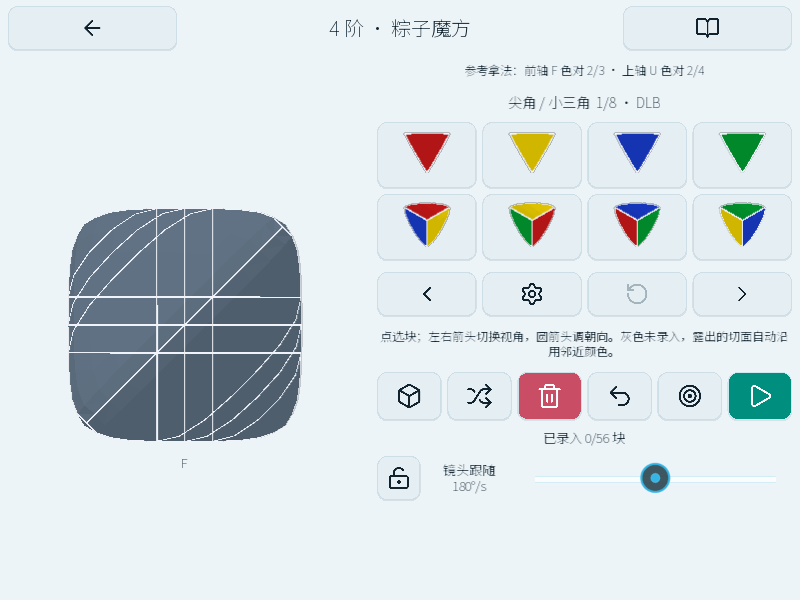 4 阶 · 粽子魔方
参考拿法：前轴 F 色对 2/3 · 上轴 U 色对 2/4
尖角 / 小三角 1/8 · DLB
点选块；左右箭头切换视角，圆箭头调朝向。灰色未录入，露出的切面自动沿
用邻近颜色。
已录入 0/56 块
F
镜头跟随
180°/s